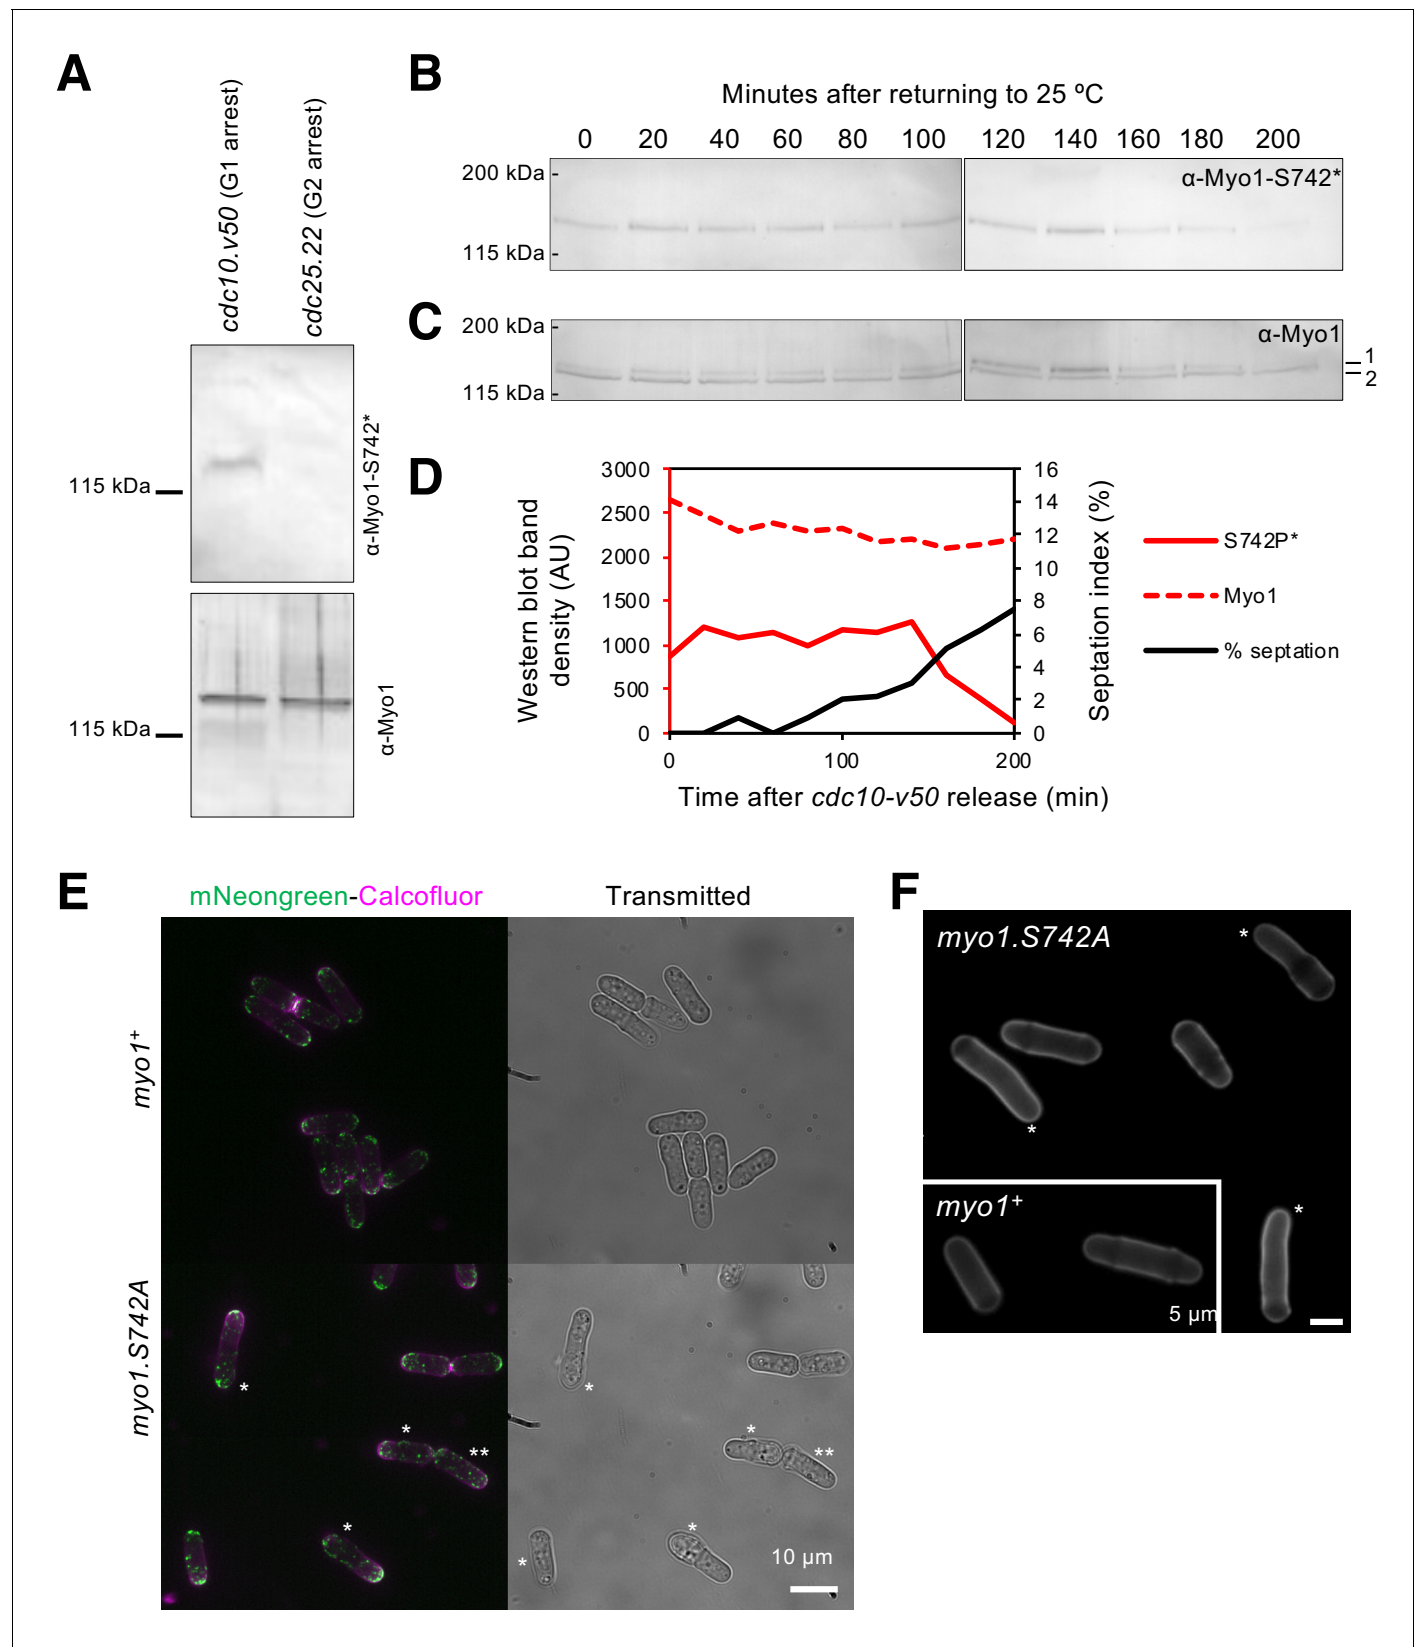 A
cdc10.v50 (G1 arrest)
cdc25.22 (G2 arrest)
115 kDa
α-Myo1-S742*
115 kDa
α-Myo1
B
Minutes after returning to 25 ºC
0 20 40 60 80 100 120 140 160 180 200
200 kDa
α-Myo1-S742*
115 kDa
C
200 kDa
α-Myo1
1
2
115 kDa
D
3000
2500
2000
1500
1000
500
0
Western blot band
density (AU)
16
14
12
10
8
6
4
2
0
Septation index (%)
0 100 200
Time after cdc10-v50 release (min)
S742P*
Myo1
% septation
E
mNeongreen-Calcofluor
Transmitted
myo1+
myo1.S742A
*
*
**
*
*
*
**
*
*
10 μm
F
myo1.S742A
*
*
myo1+
*
5 μm